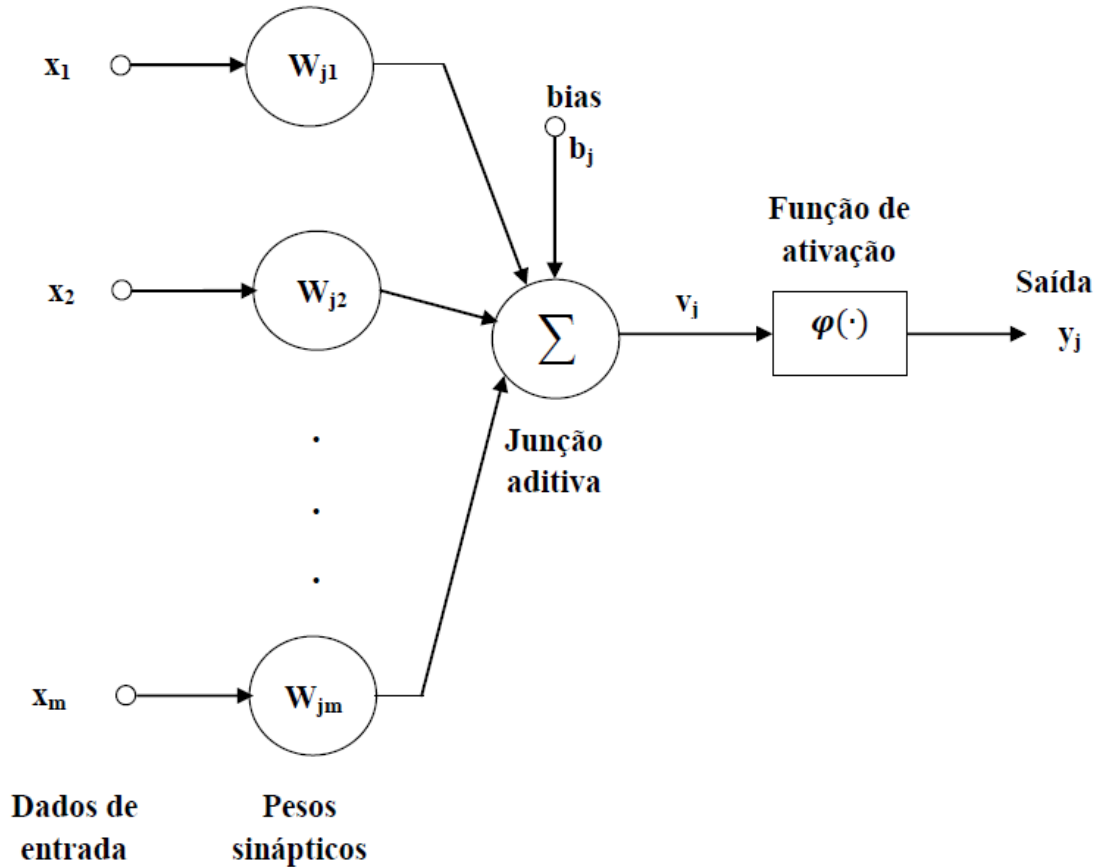 x₁
Wⱼ₁
bias
bⱼ
Função de
ativação
x₂
Wⱼ₂
∑
vⱼ
φ(·)
Saída
yⱼ
Junção
aditiva
.
.
.
xₘ
Wⱼₘ
Dados de
entrada
Pesos
sinápticos